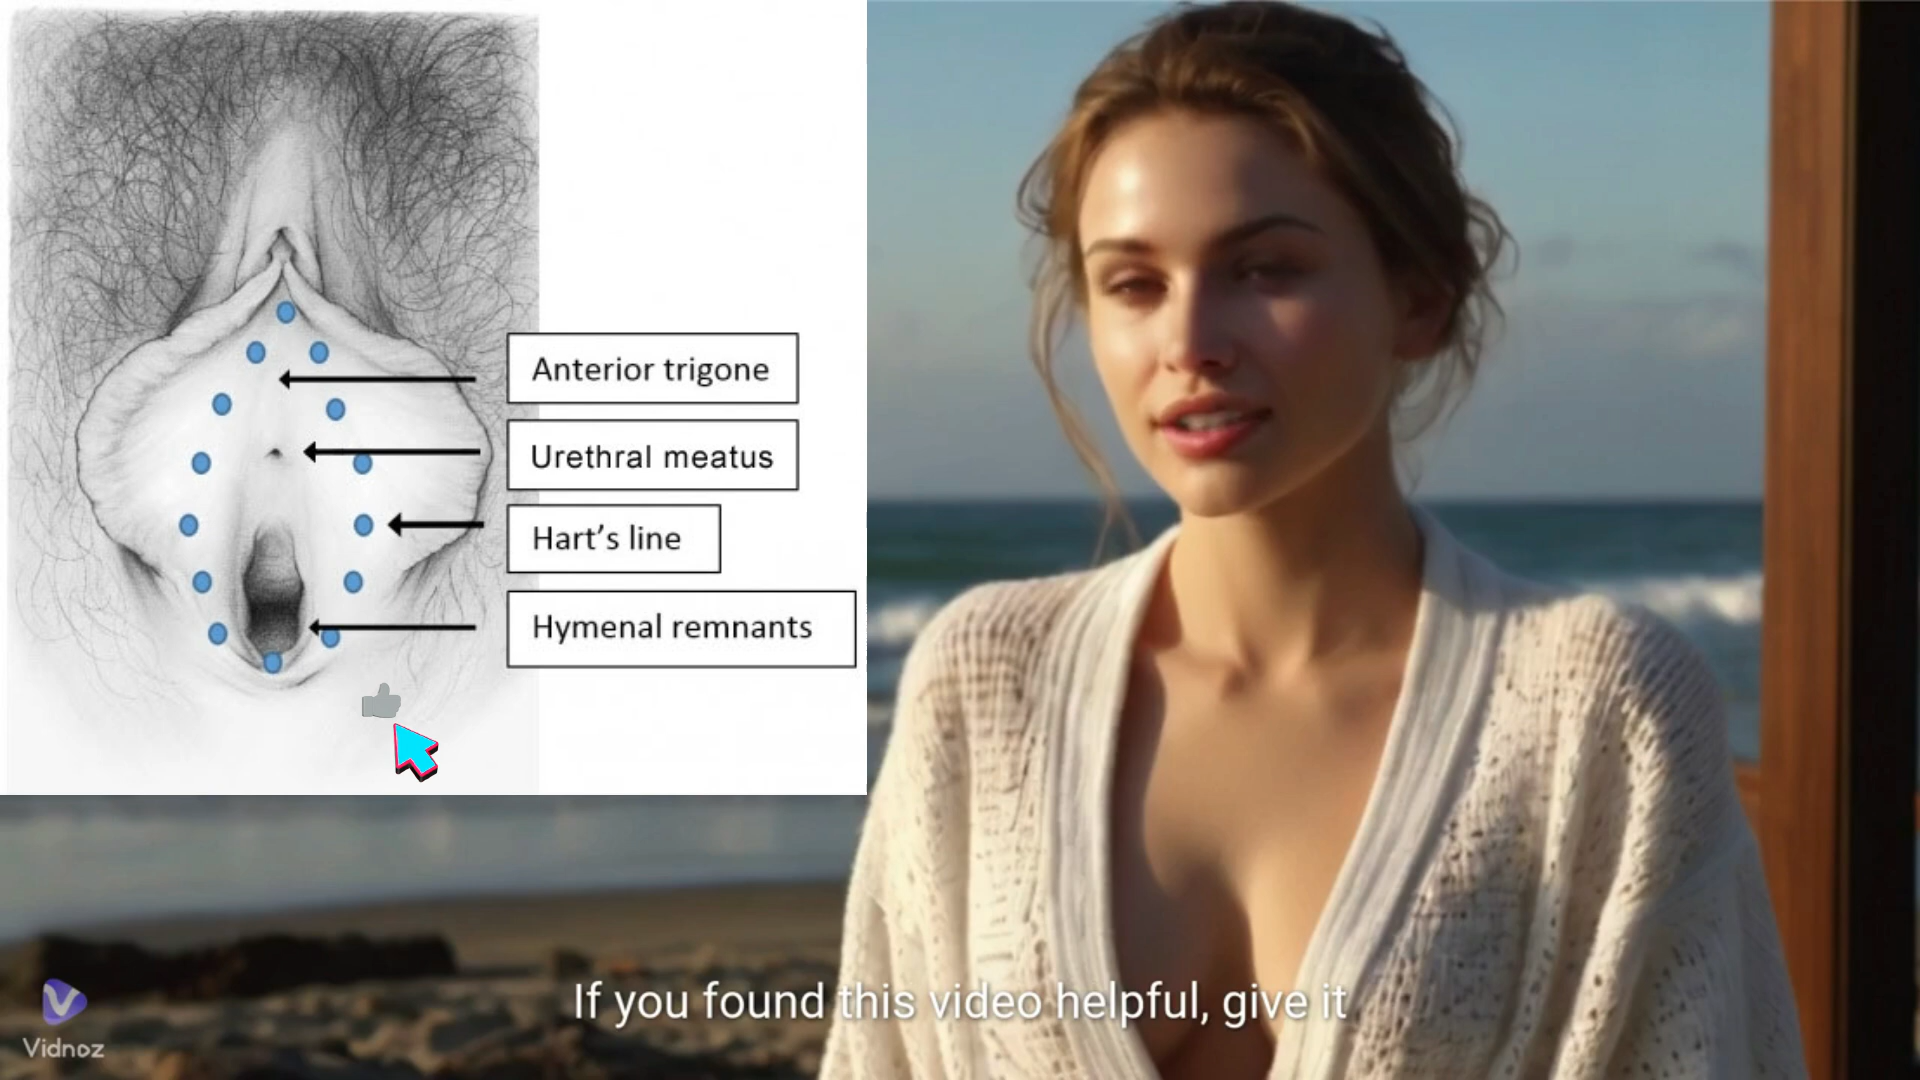 Anterior trigone
Urethral meatus
Hart's line
Hymenal remnants
If you found this video helpful, give it
Vidnoz